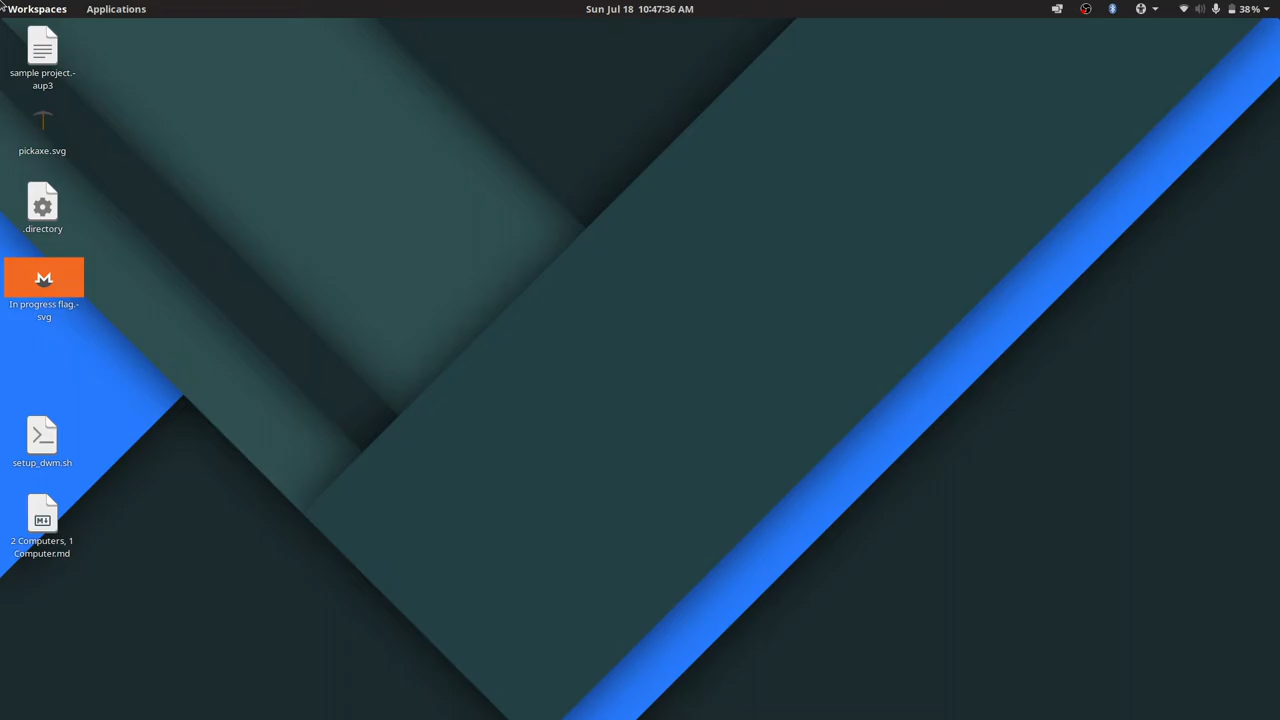 Workspaces Applications Sun Jul 18 10:47:36 AM 38%
sample project.-
aup3
pickaxe.svg
.directory
In progress flag.-
svg
setup_dwm.sh
2 Computers, 1
Computer.md